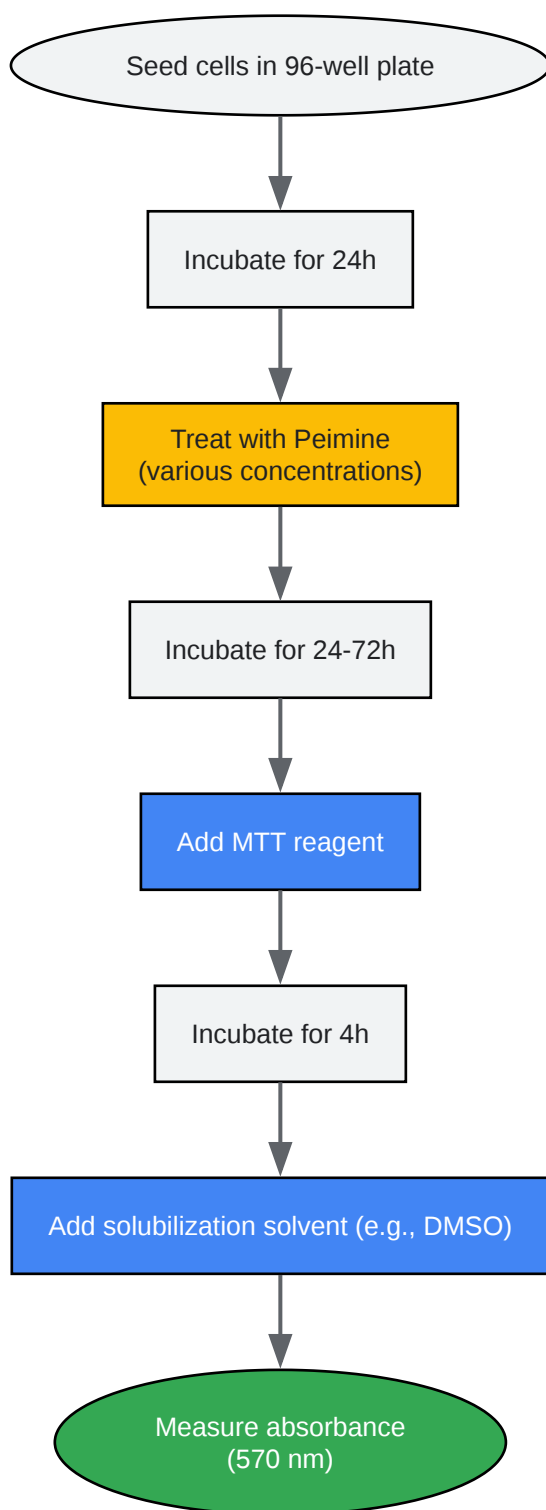 Seed cells in 96-well plate
Incubate for 24h
Treat with Peimine
(various concentrations)
Incubate for 24-72h
Add MTT reagent
Incubate for 4h
Add solubilization solvent (e.g., DMSO)
Measure absorbance
(570 nm)